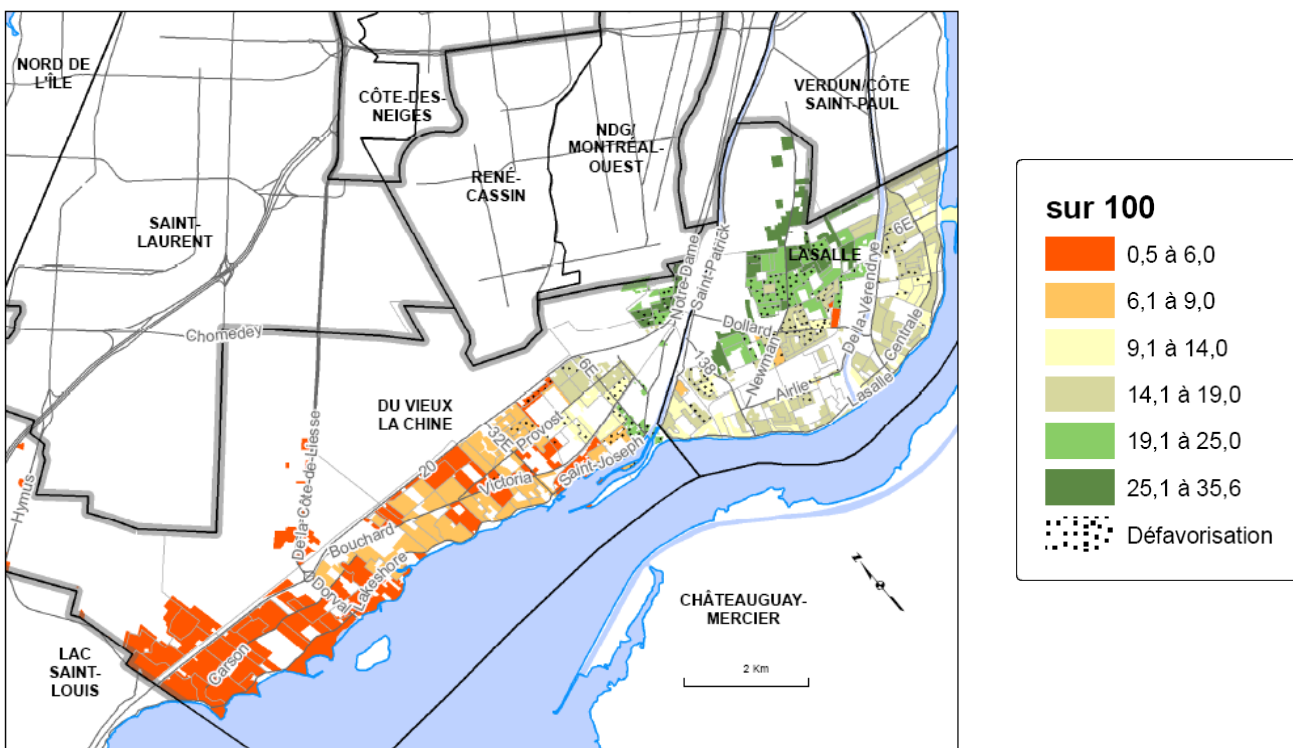 NORD DE
L'ÎLE
CÔTE-DES-
NEIGES
VERDUN/CÔTE
SAINT-PAUL
NDG/
MONTRÉAL-
OUEST
RENÉ-
CASSIN
SAINT-
LAURENT
LASALLE
6E
Notre-Dame
Saint-Patrick
De-la-Vérendrye
Chomedey
Dollard
Centrale
138
Newman
Airlie
Lasalle
6E
DU VIEUX
LA CHINE
32E
Provost
20
Victoria
Saint-Joseph
De-la-Côte-de-Liesse
Hymus
Bouchard
Dorval
Lakeshore
Carson
LAC
SAINT-
LOUIS
CHÂTEAUGUAY-
MERCIER
N
2 Km
sur 100
0,5 à 6,0
6,1 à 9,0
9,1 à 14,0
14,1 à 19,0
19,1 à 25,0
25,1 à 35,6
Défavorisation